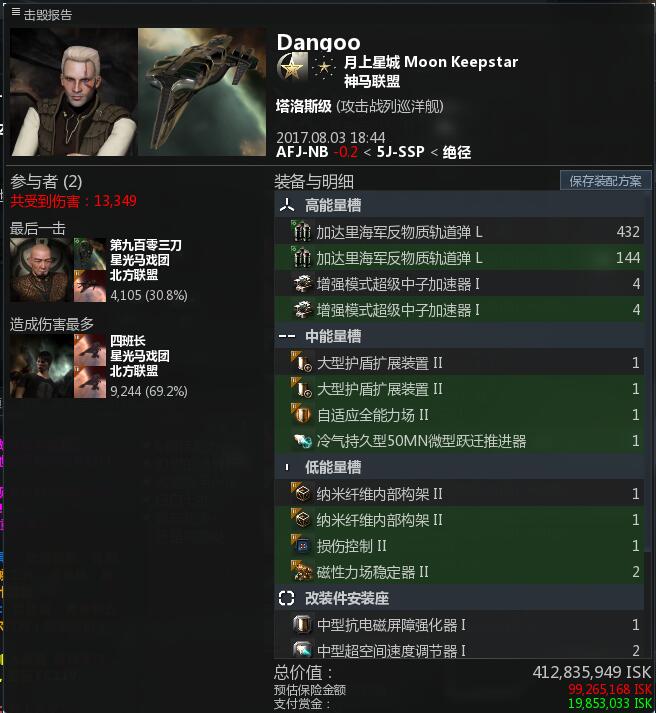 击毁报告
Dangoo
月上星城 Moon Keepstar
神马联盟
塔洛斯级 (攻击战列巡洋舰)
2017.08.03 18:44
AFJ-NB -0.2 < 5J-SSP < 绝径
参与者 (2)
共受到伤害：13,349
最后一击
第九百零三刀
星光马戏团
北方联盟
4,105 (30.8%)
造成伤害最多
四班长
星光马戏团
北方联盟
9,244 (69.2%)
装备与明细
保存装配方案
高能量槽
加达里海军反物质轨道弹 L 432
加达里海军反物质轨道弹 L 144
增强模式超级中子加速器 I 4
增强模式超级中子加速器 I 4
中能量槽
大型护盾扩展装置 II 1
大型护盾扩展装置 II 1
自适应全能力场 II 1
冷气持久型50MN微型跃迁推进器 1
低能量槽
纳米纤维内部构架 II 1
纳米纤维内部构架 II 1
损伤控制 II 1
磁性力场稳定器 II 2
改装件安装座
中型抗电磁屏障强化器 I 1
中型超空间速度调节器 I 2
总价值： 412,835,949 ISK
预估保险金额 99,265,168 ISK
支付赏金： 19,853,033 ISK